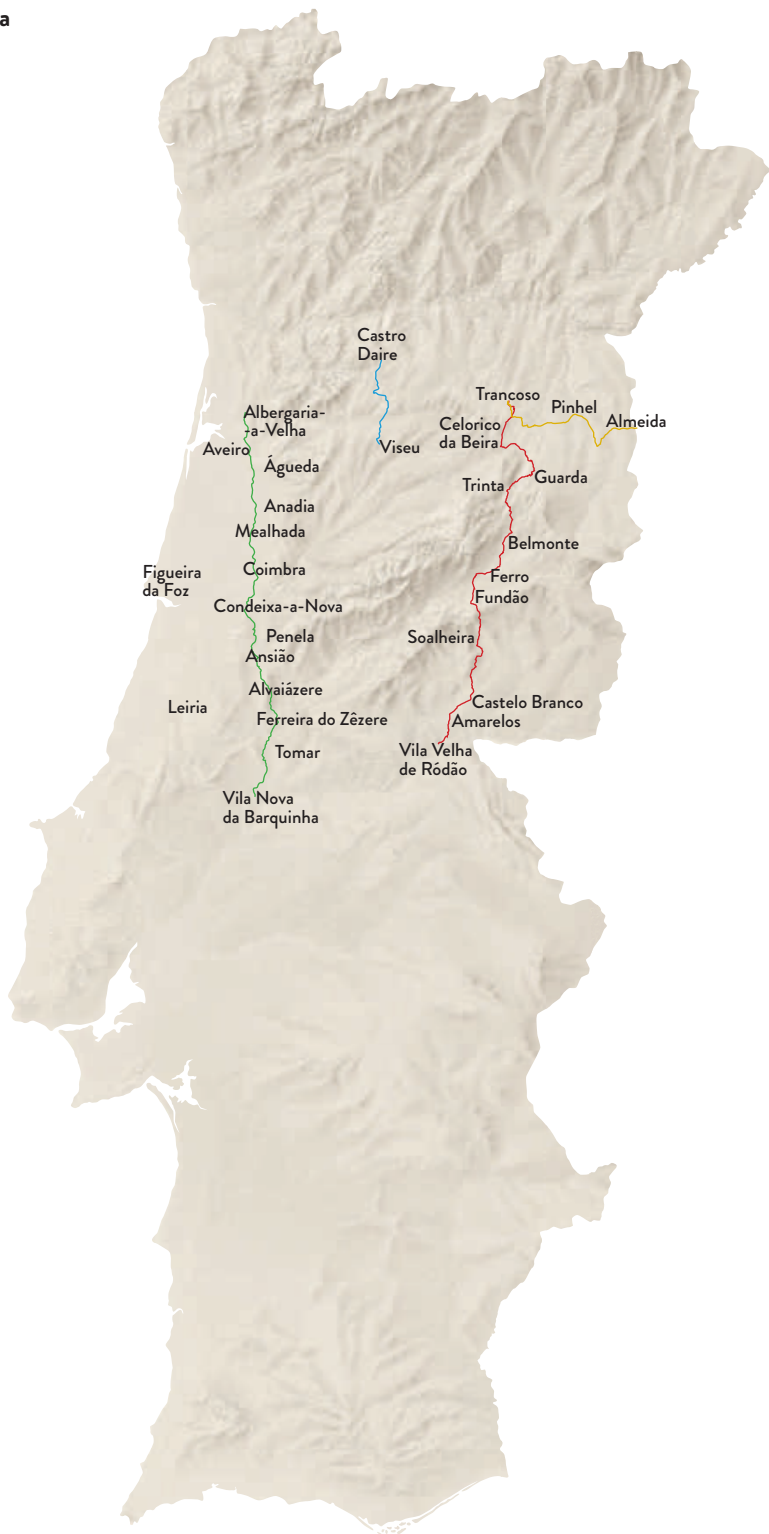 a
Castro
Daire
Trancoso
Pinhel
Almeida
Albergaria-
-a-Velha
Celorico
da Beira
Aveiro
Viseu
Águeda
Guarda
Trinta
Anadia
Mealhada
Belmonte
Coimbra
Figueira
da Foz
Ferro
Fundão
Condeixa-a-Nova
Penela
Soalheira
Ansião
Alvaiázere
Castelo Branco
Leiria
Ferreira do Zêzere
Amarelos
Tomar
Vila Velha
de Ródão
Vila Nova
da Barquinha